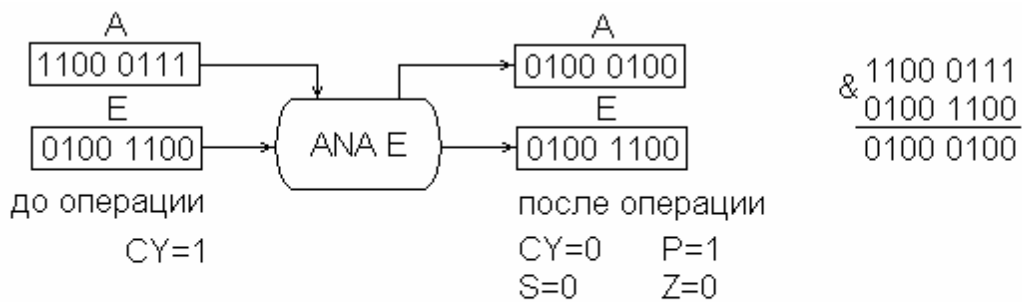 A
1100 0111
E
0100 1100
до операции
CY=1
ANA E
A
0100 0100
E
0100 1100
после операции
CY=0 P=1
S=0 Z=0
& 1100 0111
0100 1100
0100 0100